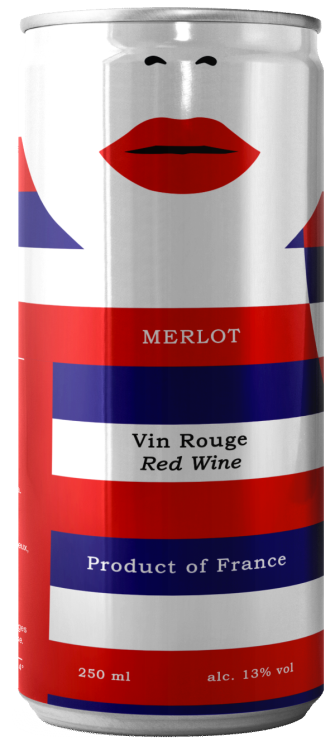 MERLOT
Vin Rouge
Red Wine
Product of France
250 ml
alc. 13% vol